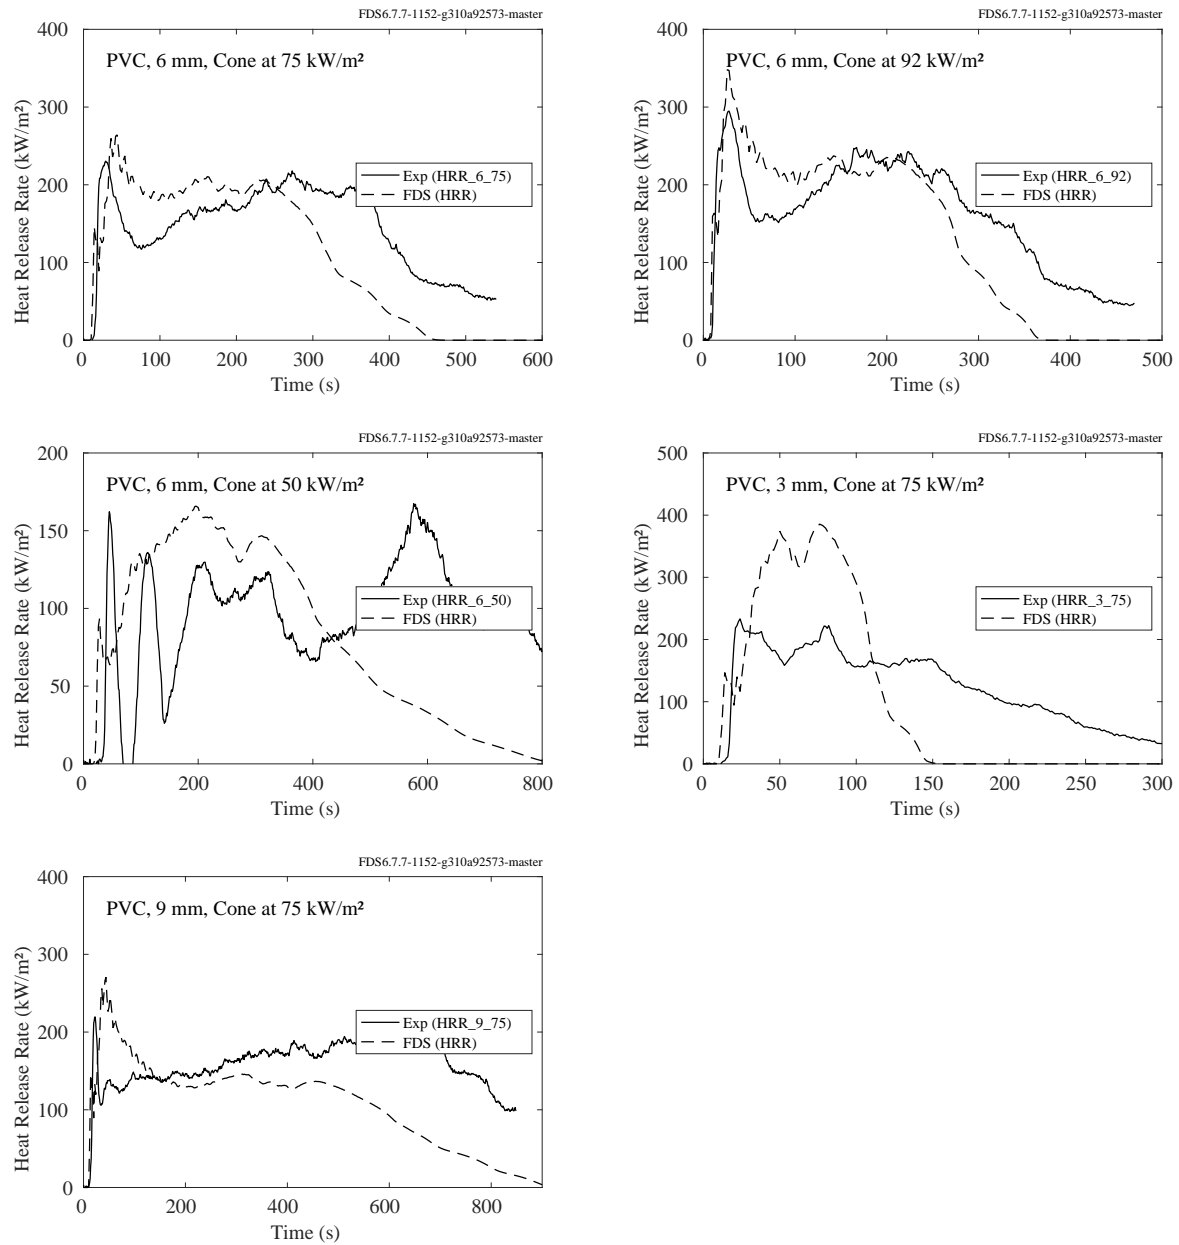 FDS6.7.7-1152-g310a92573-master
PVC, 6 mm, Cone at 75 kW/m²
Heat Release Rate (kW/m²)
400
300
200
100
0
Exp (HRR_6_75)
FDS (HRR)
0 100 200 300 400 500 600
Time (s)
FDS6.7.7-1152-g310a92573-master
PVC, 6 mm, Cone at 92 kW/m²
Heat Release Rate (kW/m²)
400
300
200
100
0
Exp (HRR_6_92)
FDS (HRR)
0 100 200 300 400 500
Time (s)
FDS6.7.7-1152-g310a92573-master
PVC, 6 mm, Cone at 50 kW/m²
Heat Release Rate (kW/m²)
200
150
100
50
0
Exp (HRR_6_50)
FDS (HRR)
0 200 400 600 800
Time (s)
FDS6.7.7-1152-g310a92573-master
PVC, 3 mm, Cone at 75 kW/m²
Heat Release Rate (kW/m²)
500
400
300
200
100
0
Exp (HRR_3_75)
FDS (HRR)
0 50 100 150 200 250 300
Time (s)
FDS6.7.7-1152-g310a92573-master
PVC, 9 mm, Cone at 75 kW/m²
Heat Release Rate (kW/m²)
400
300
200
100
0
Exp (HRR_9_75)
FDS (HRR)
0 200 400 600 800
Time (s)